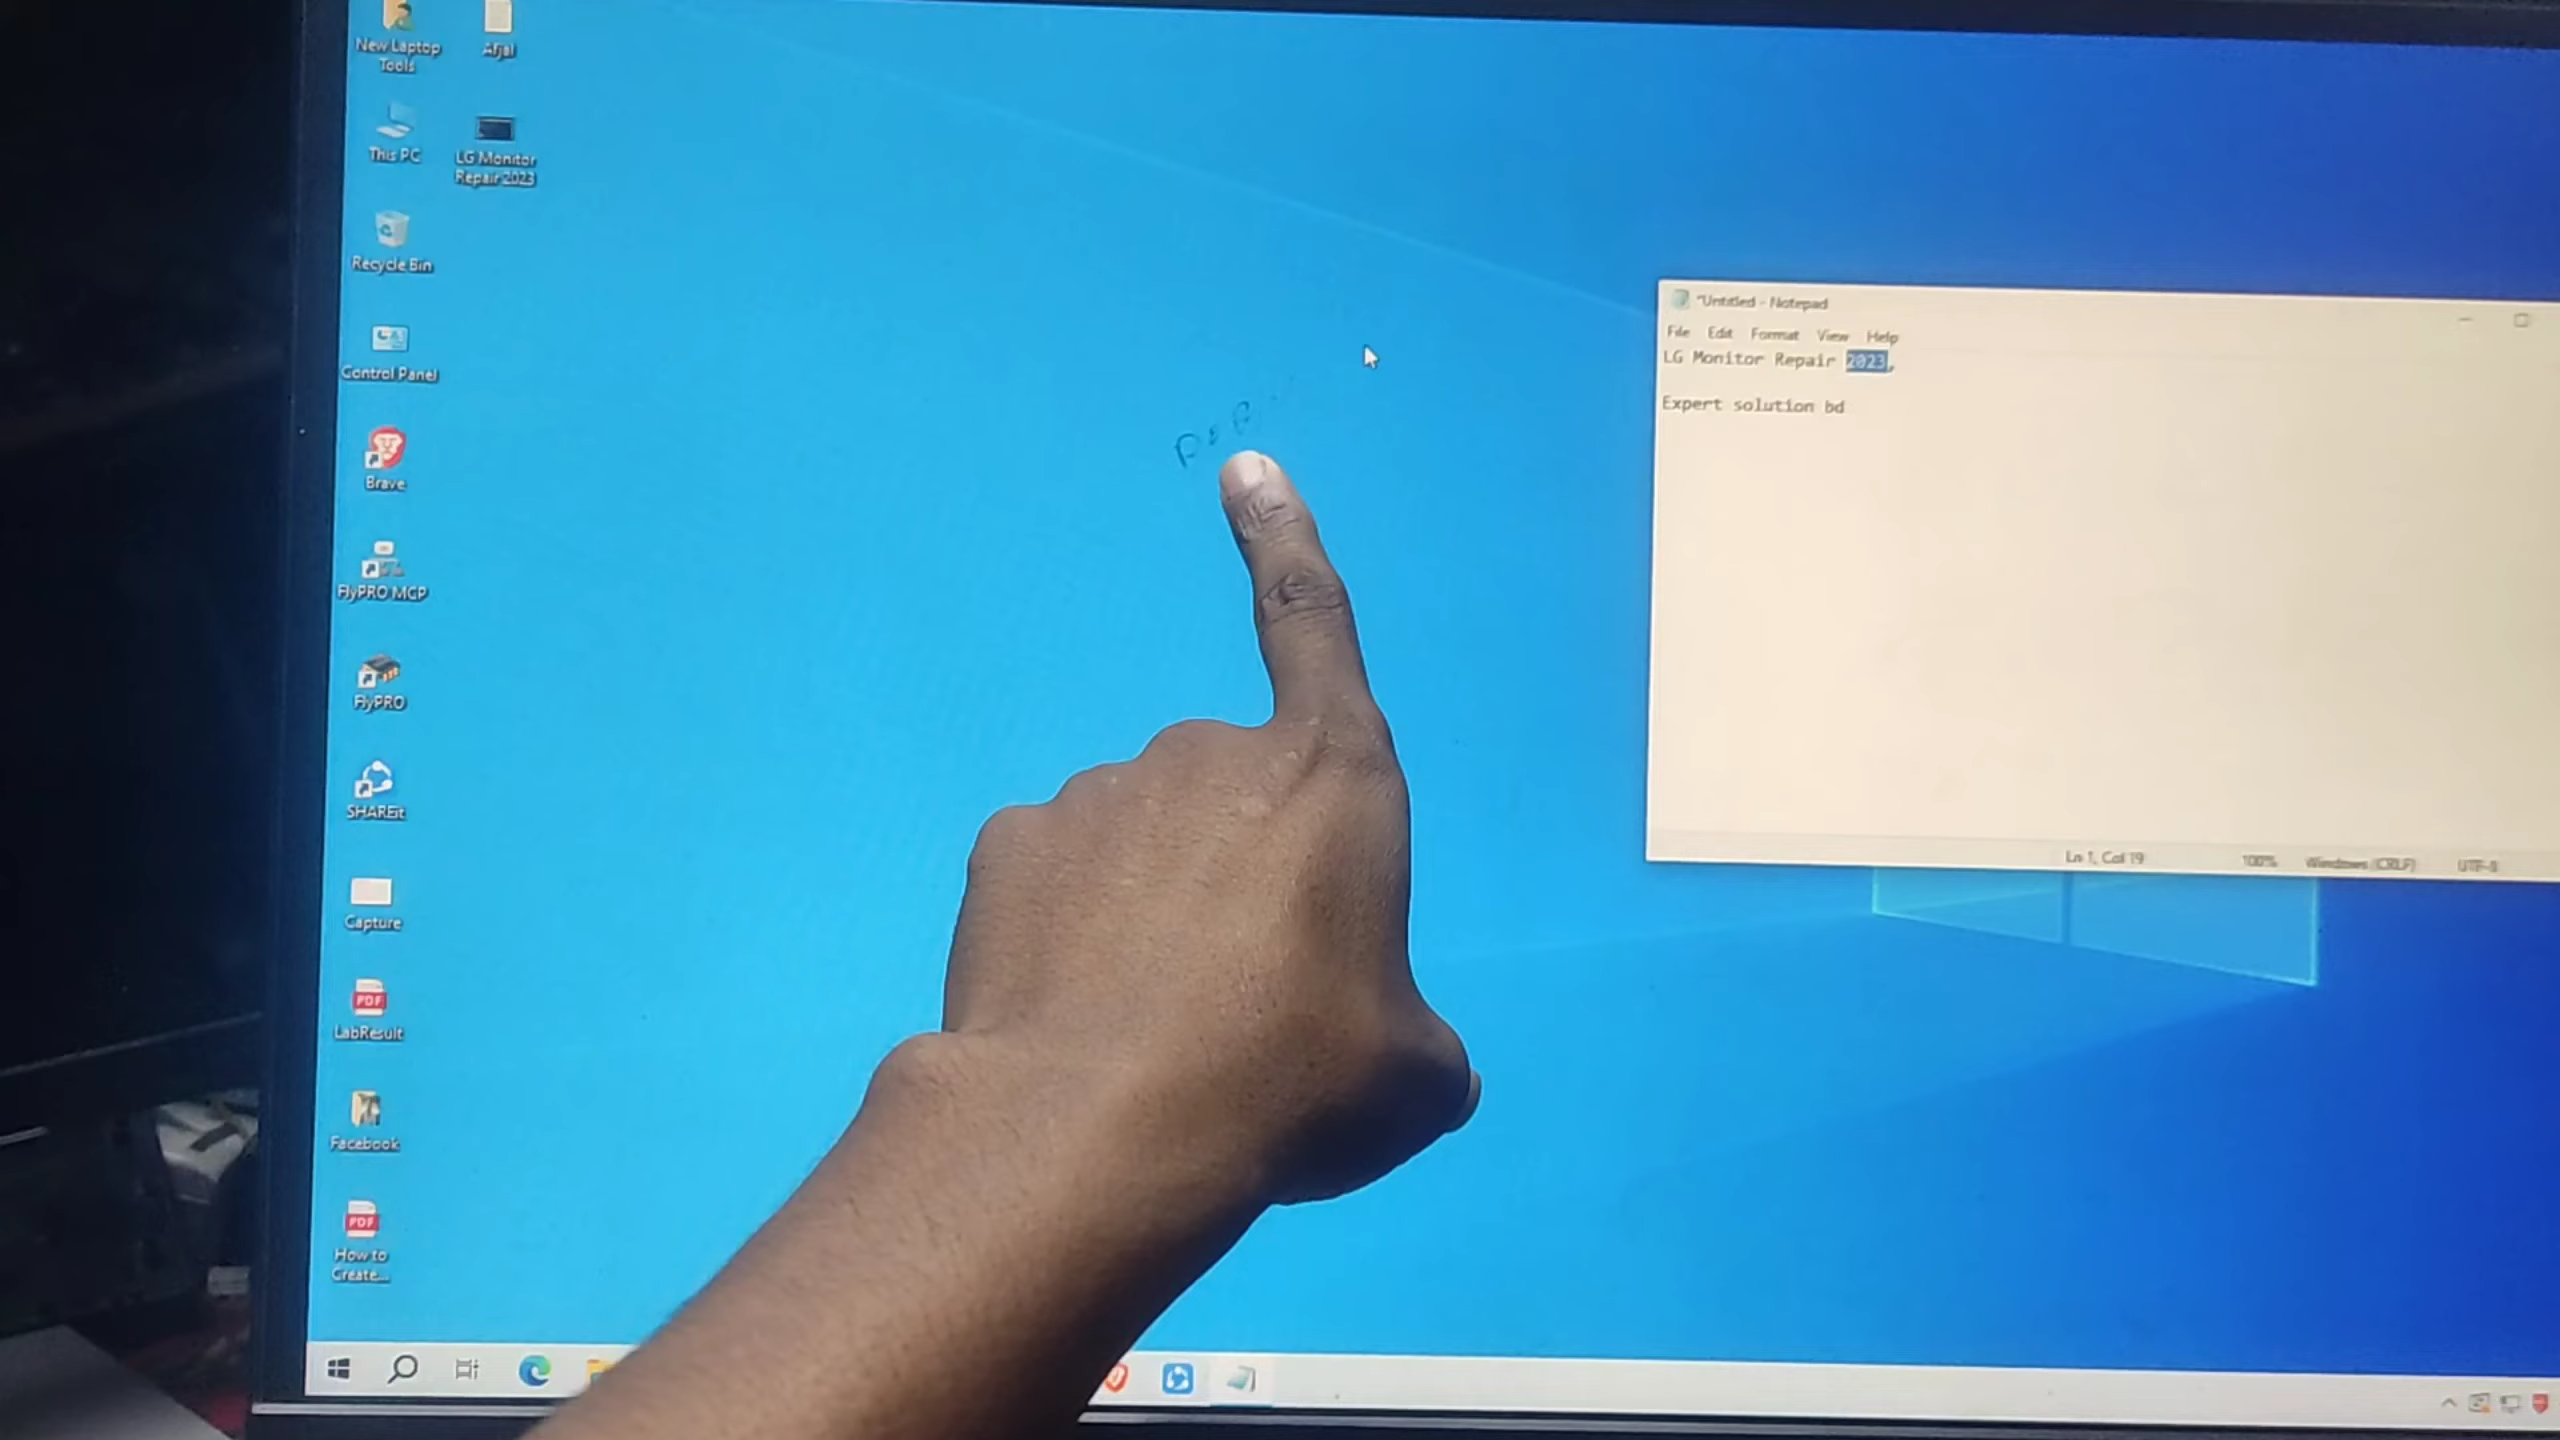 New Laptop
Tools
Afjal
This PC
LG Monitor
Repair 2023
Recycle Bin
Control Panel
Brave
FlyPRO MCP
FlyPRO
SHAREit
Capture
PDF
LabResult
Facebook
PDF
How to
Create...
*Untitled - Notepad
File Edit Format View Help
LG Monitor Repair 2023,
Expert solution bd
Ln 1, Col 19
100%
Windows (CRLF)
UTF-8